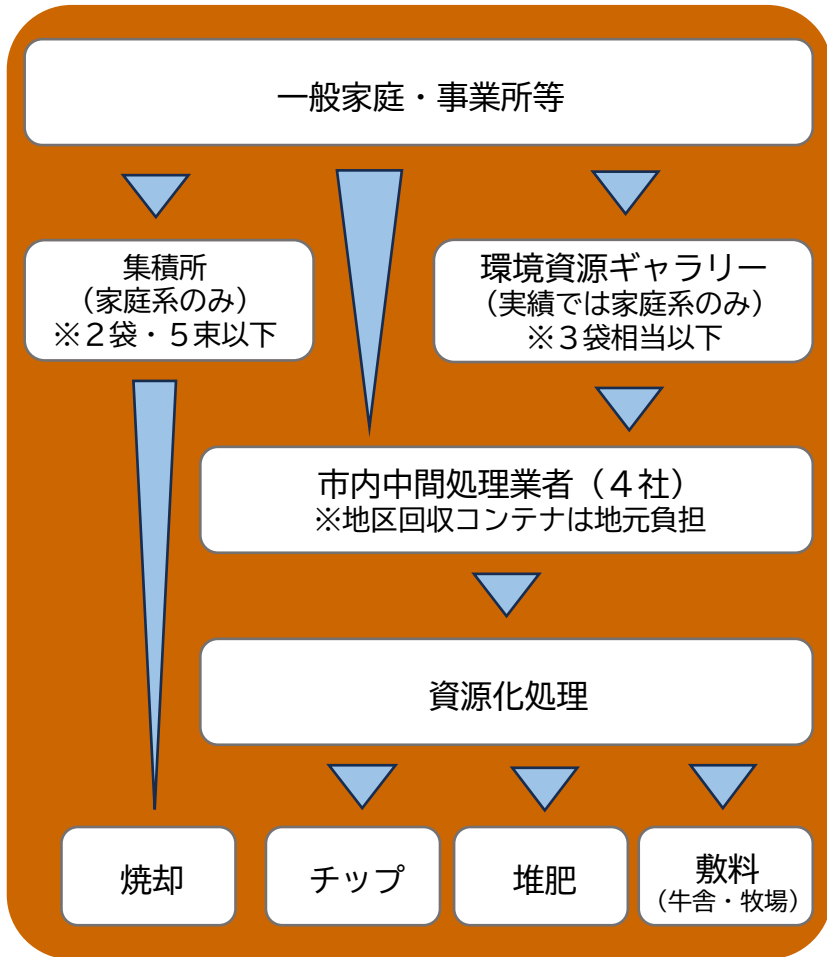 一般家庭・事業所等
集積所
（家庭系のみ）
※２袋・５束以下
環境資源ギャラリー
（実績では家庭系のみ）
※３袋相当以下
市内中間処理業者（４社）
※地区回収コンテナは地元負担
資源化処理
焼却
チップ
堆肥
敷料
（牛舎・牧場）